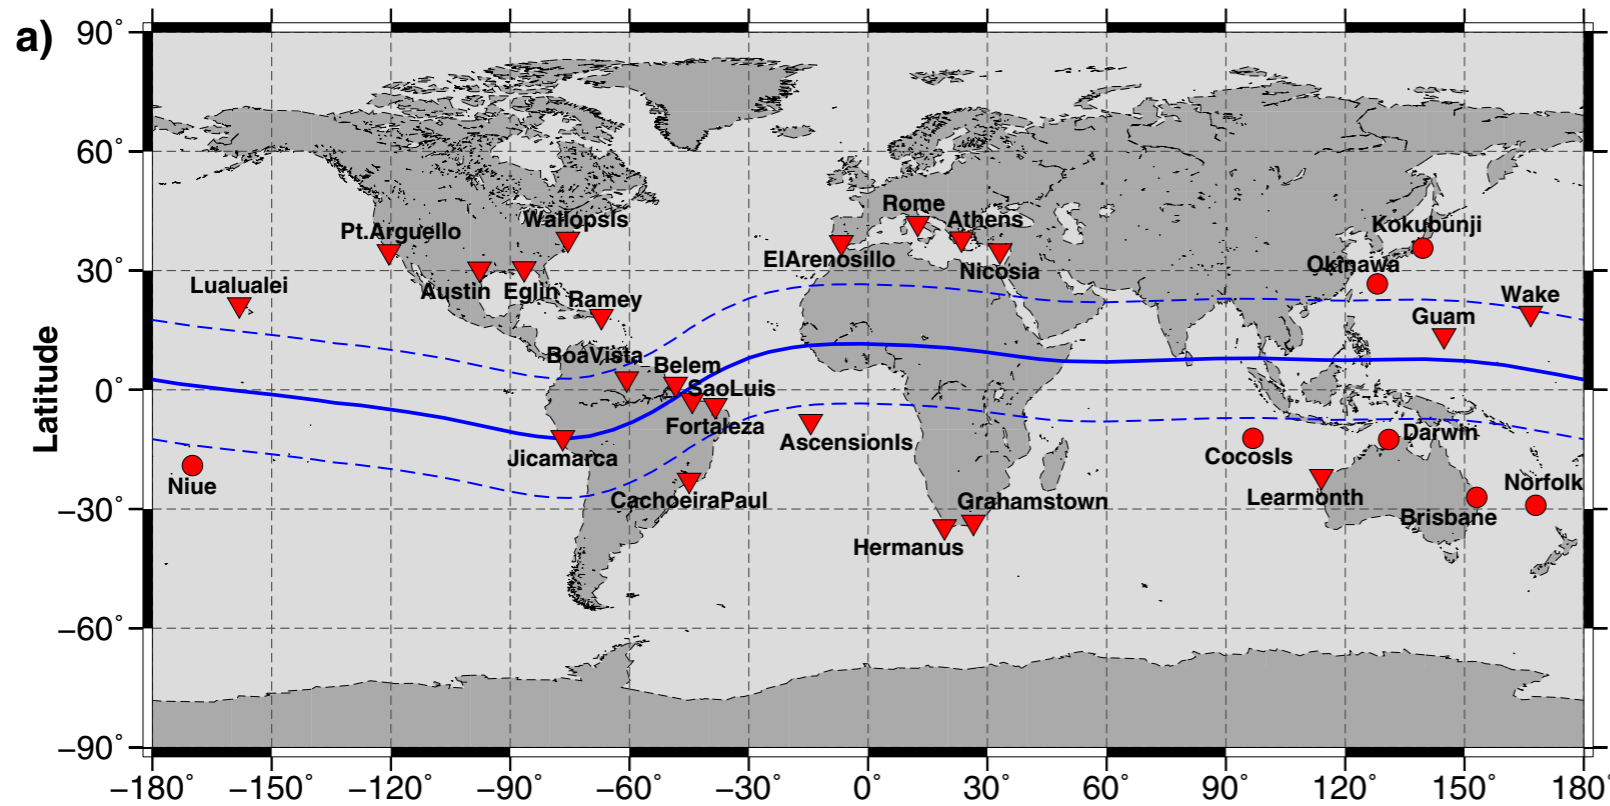 a)
90°
60°
30°
0°
−30°
−60°
−90°
Latitude
Rome
Wallopsls
Athens
Kokubunji
Pt.Arguello
ElArenosillo
Okinawa
Nicosia
Lualualei
Austin
Eglin
Ramey
Wake
Guam
BoaVista
Belem
SaoLuis
Fortaleza
AscensionIs
Darwin
Jicamarca
CocosIs
Niue
CachoeiraPaul
Grahamstown
Learmonth
Norfolk
Brisbane
Hermanus
−180° −150° −120° −90° −60° −30° 0° 30° 60° 90° 120° 150° 180°